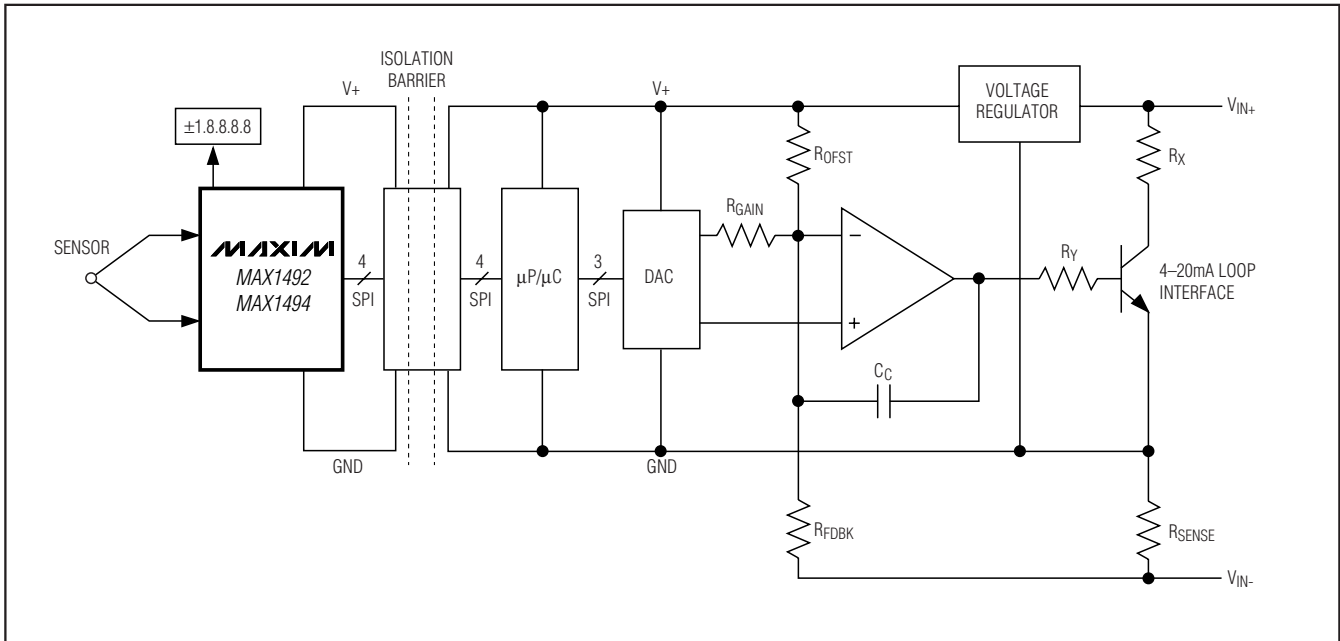 ISOLATION
BARRIER
V+
V+
VOLTAGE
REGULATOR
VIN+
±1.8.8.8.8
ROFST
RX
RGAIN
SENSOR
MAXIM
MAX1492
MAX1494
4
SPI
4
SPI
μP/μC
3
SPI
DAC
−
+
RY
4–20mA LOOP
INTERFACE
CC
GND
GND
RFDBK
RSENSE
VIN-